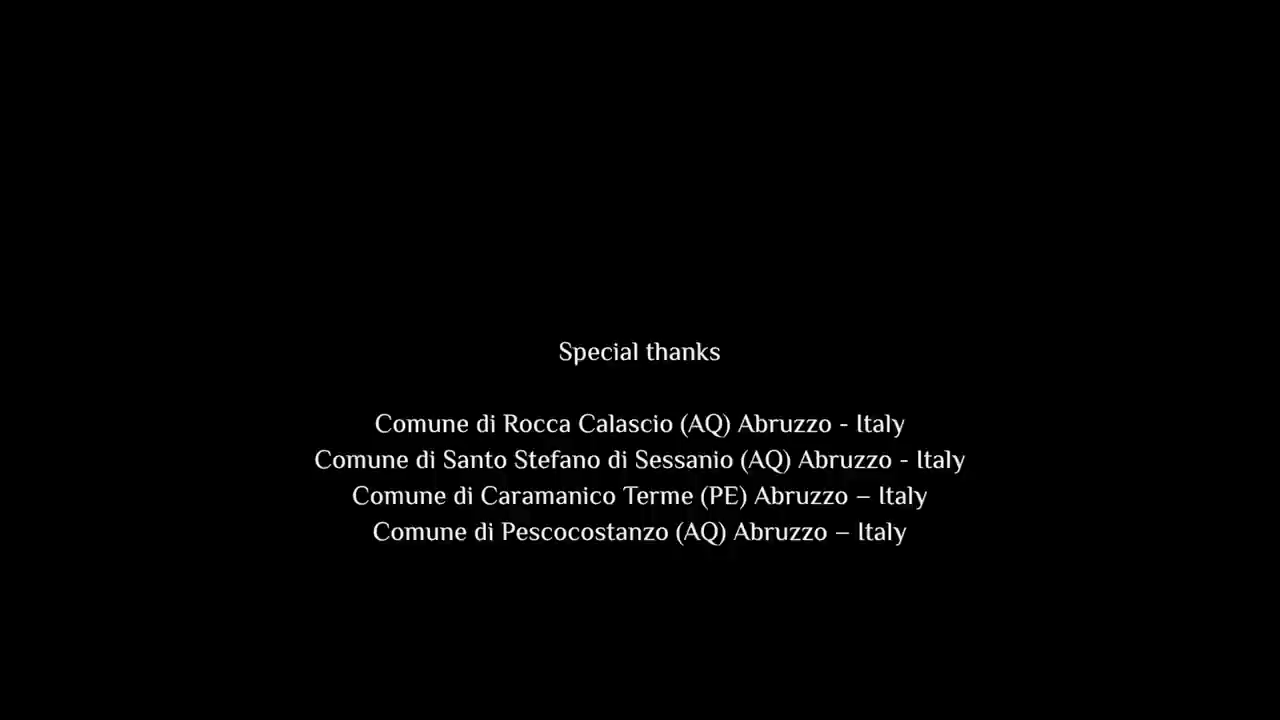 Special thanks
Comune di Rocca Calascio (AQ) Abruzzo - Italy
Comune di Santo Stefano di Sessanio (AQ) Abruzzo - Italy
Comune di Caramanico Terme (PE) Abruzzo – Italy
Comune di Pescocostanzo (AQ) Abruzzo – Italy